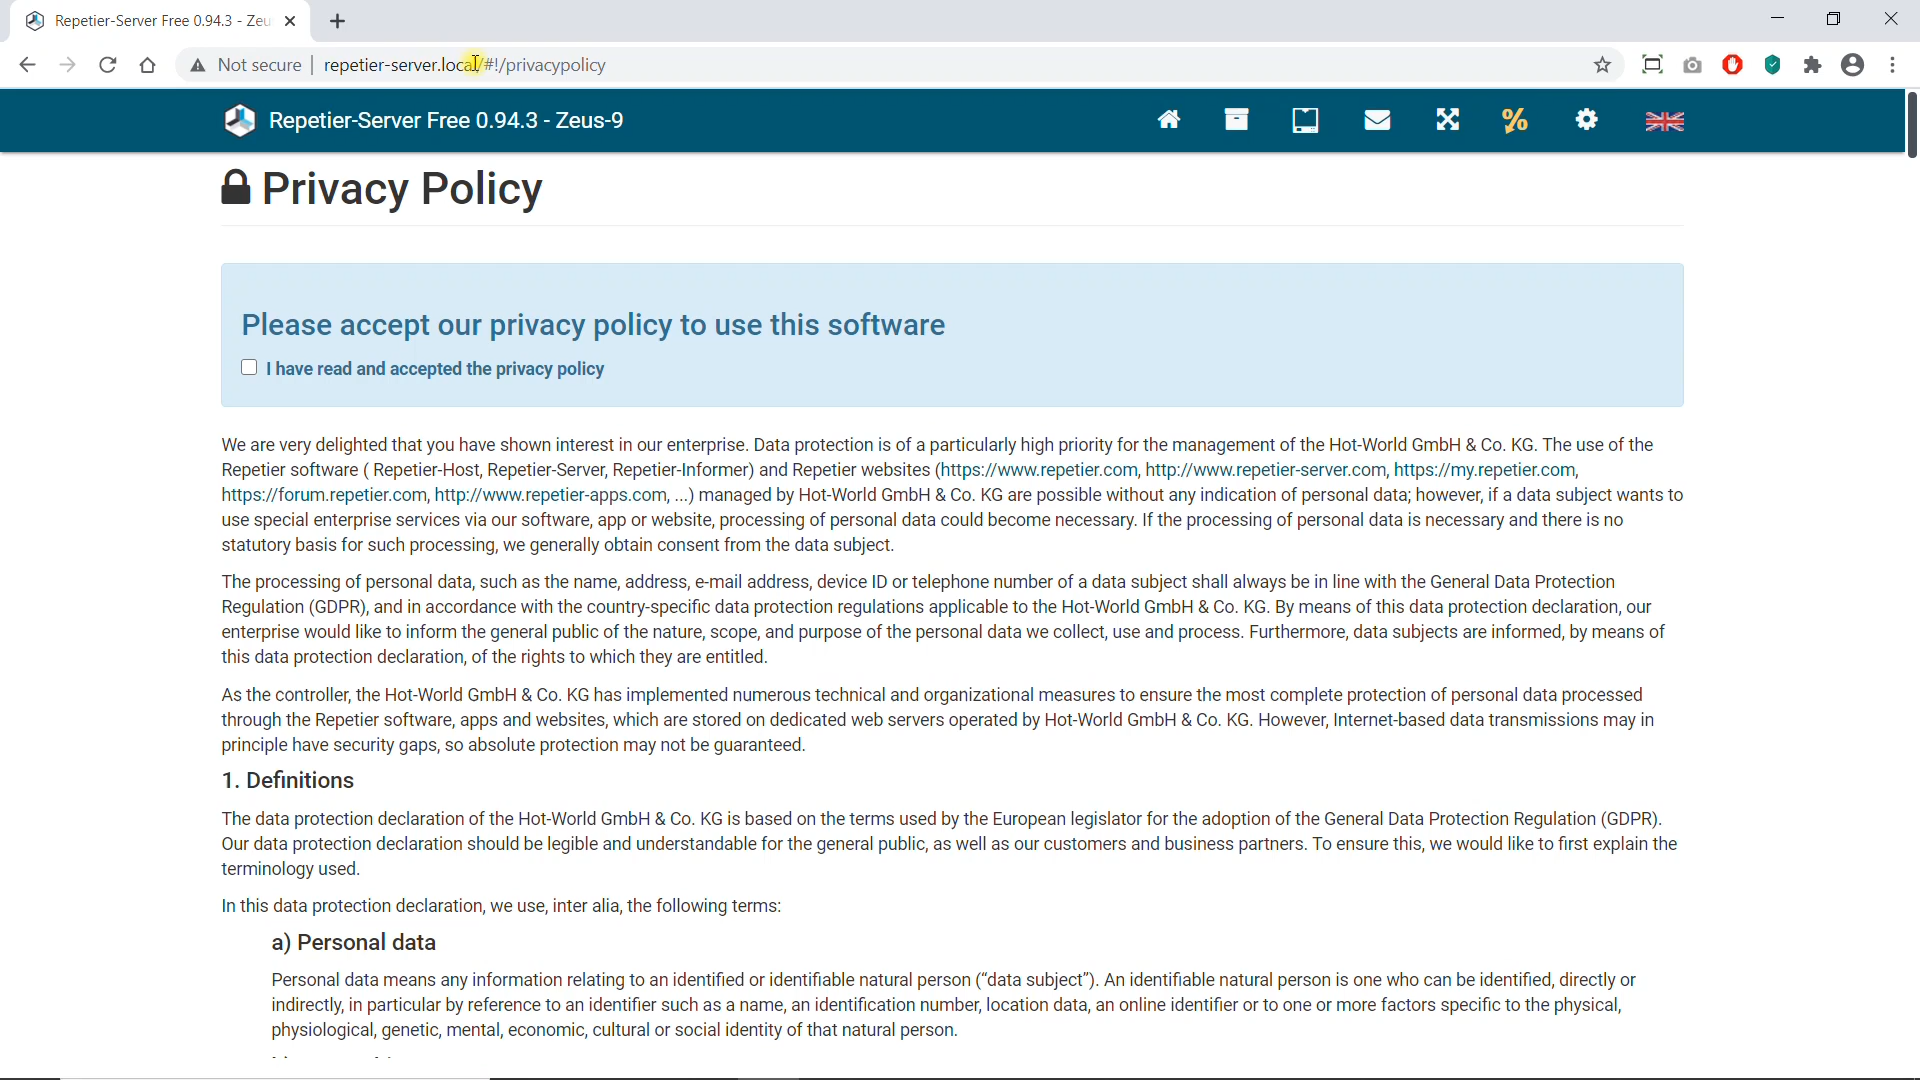 Repetier-Server Free 0.94.3 - Zeu
Not secure
repetier-server.local/#!/privacypolicy
Repetier-Server Free 0.94.3 - Zeus-9
%
Privacy Policy
Please accept our privacy policy to use this software
I have read and accepted the privacy policy
We are very delighted that you have shown interest in our enterprise. Data protection is of a particularly high priority for the management of the Hot-World GmbH & Co. KG. The use of the
Repetier software ( Repetier-Host, Repetier-Server, Repetier-Informer) and Repetier websites (https://www.repetier.com, http://www.repetier-server.com, https://my.repetier.com,
https://forum.repetier.com, http://www.repetier-apps.com, ...) managed by Hot-World GmbH & Co. KG are possible without any indication of personal data; however, if a data subject wants to
use special enterprise services via our software, app or website, processing of personal data could become necessary. If the processing of personal data is necessary and there is no
statutory basis for such processing, we generally obtain consent from the data subject.
The processing of personal data, such as the name, address, e-mail address, device ID or telephone number of a data subject shall always be in line with the General Data Protection
Regulation (GDPR), and in accordance with the country-specific data protection regulations applicable to the Hot-World GmbH & Co. KG. By means of this data protection declaration, our
enterprise would like to inform the general public of the nature, scope, and purpose of the personal data we collect, use and process. Furthermore, data subjects are informed, by means of
this data protection declaration, of the rights to which they are entitled.
As the controller, the Hot-World GmbH & Co. KG has implemented numerous technical and organizational measures to ensure the most complete protection of personal data processed
through the Repetier software, apps and websites, which are stored on dedicated web servers operated by Hot-World GmbH & Co. KG. However, Internet-based data transmissions may in
principle have security gaps, so absolute protection may not be guaranteed.
1. Definitions
The data protection declaration of the Hot-World GmbH & Co. KG is based on the terms used by the European legislator for the adoption of the General Data Protection Regulation (GDPR).
Our data protection declaration should be legible and understandable for the general public, as well as our customers and business partners. To ensure this, we would like to first explain the
terminology used.
In this data protection declaration, we use, inter alia, the following terms:
a) Personal data
Personal data means any information relating to an identified or identifiable natural person (“data subject”). An identifiable natural person is one who can be identified, directly or
indirectly, in particular by reference to an identifier such as a name, an identification number, location data, an online identifier or to one or more factors specific to the physical,
physiological, genetic, mental, economic, cultural or social identity of that natural person.